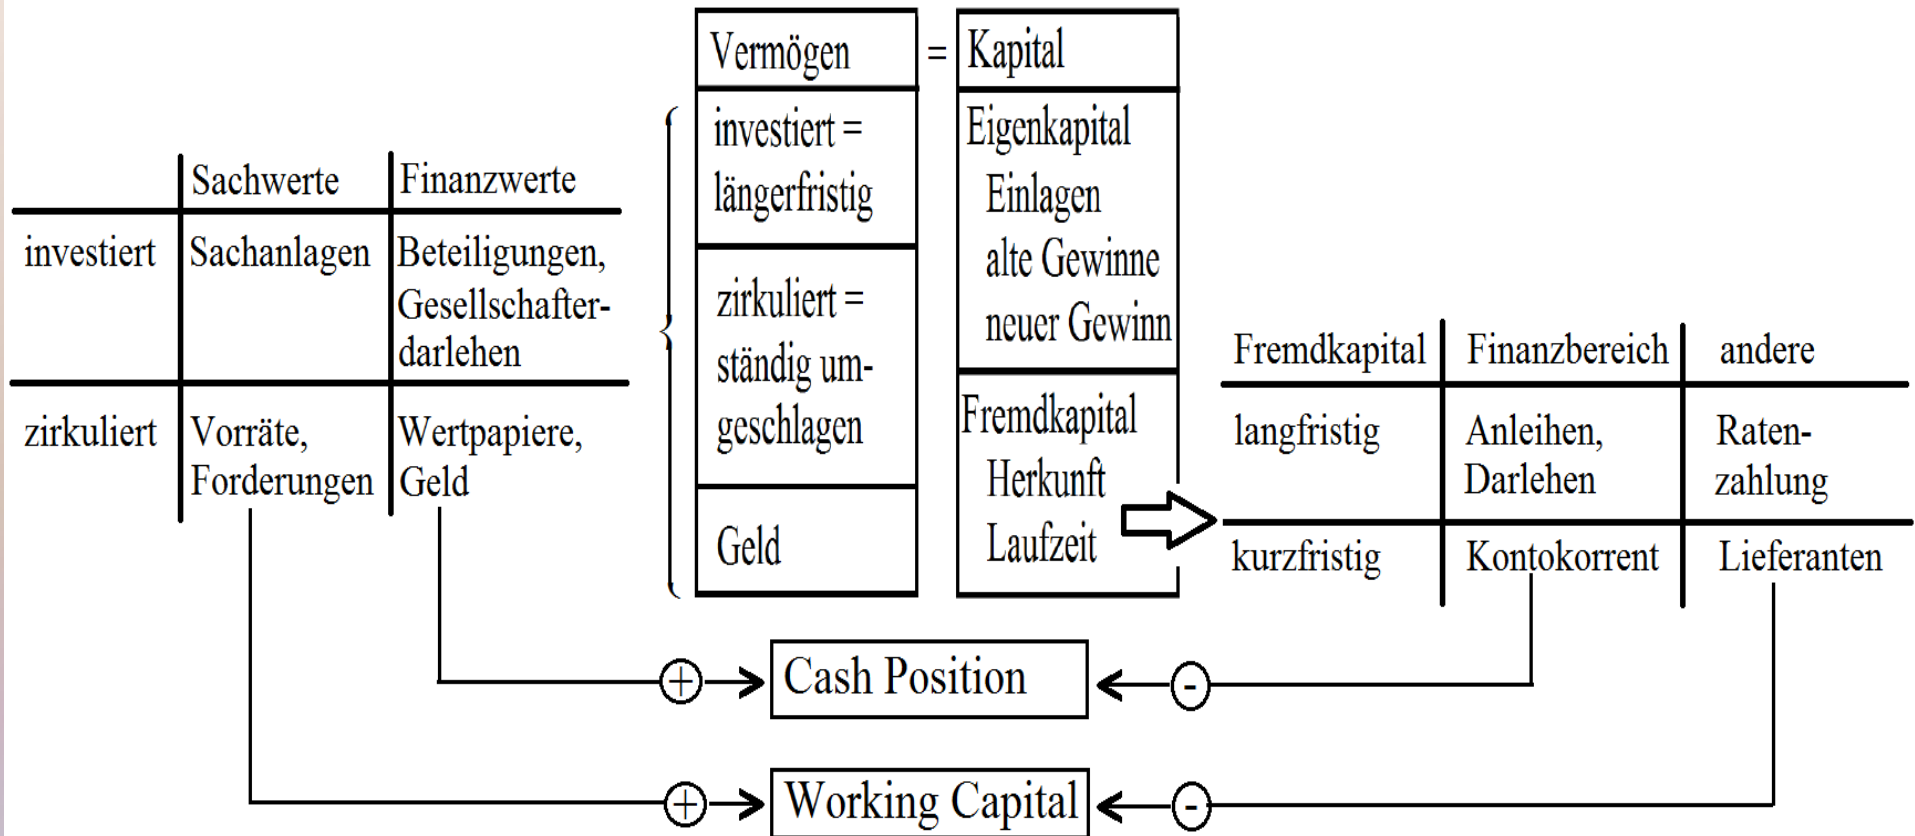 Sachwerte Finanzwerte
investiert Sachanlagen Beteiligungen,
Gesellschafter-
darlehen
zirkuliert Vorräte, Wertpapiere,
Forderungen Geld
Vermögen = Kapital
investiert =
längerfristig
zirkuliert =
ständig um-
geschlagen
Geld
Eigenkapital
Einlagen
alte Gewinne
neuer Gewinn
Fremdkapital
Herkunft
Laufzeit
Fremdkapital Finanzbereich andere
langfristig Anleihen, Raten-
Darlehen zahlung
kurzfristig Kontokorrent Lieferanten
+ Cash Position -
+ Working Capital -